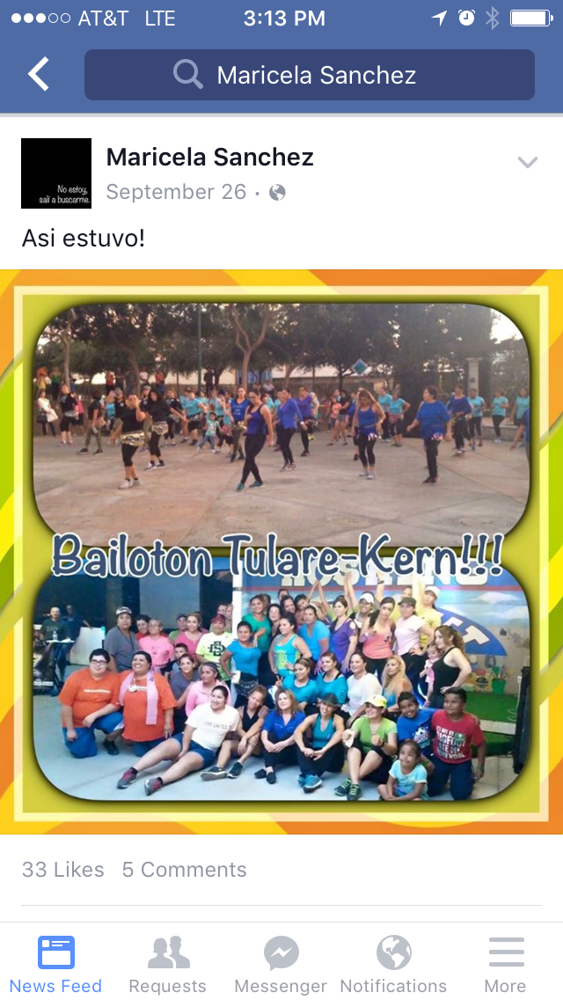 AT&T LTE 3:13 PM
Maricela Sanchez
No estoy,
salí a buscarme.
Maricela Sanchez
September 26
Asi estuvo!
Bailoton Tulare-Kern!!!
33 Likes 5 Comments
News Feed Requests Messenger Notifications More